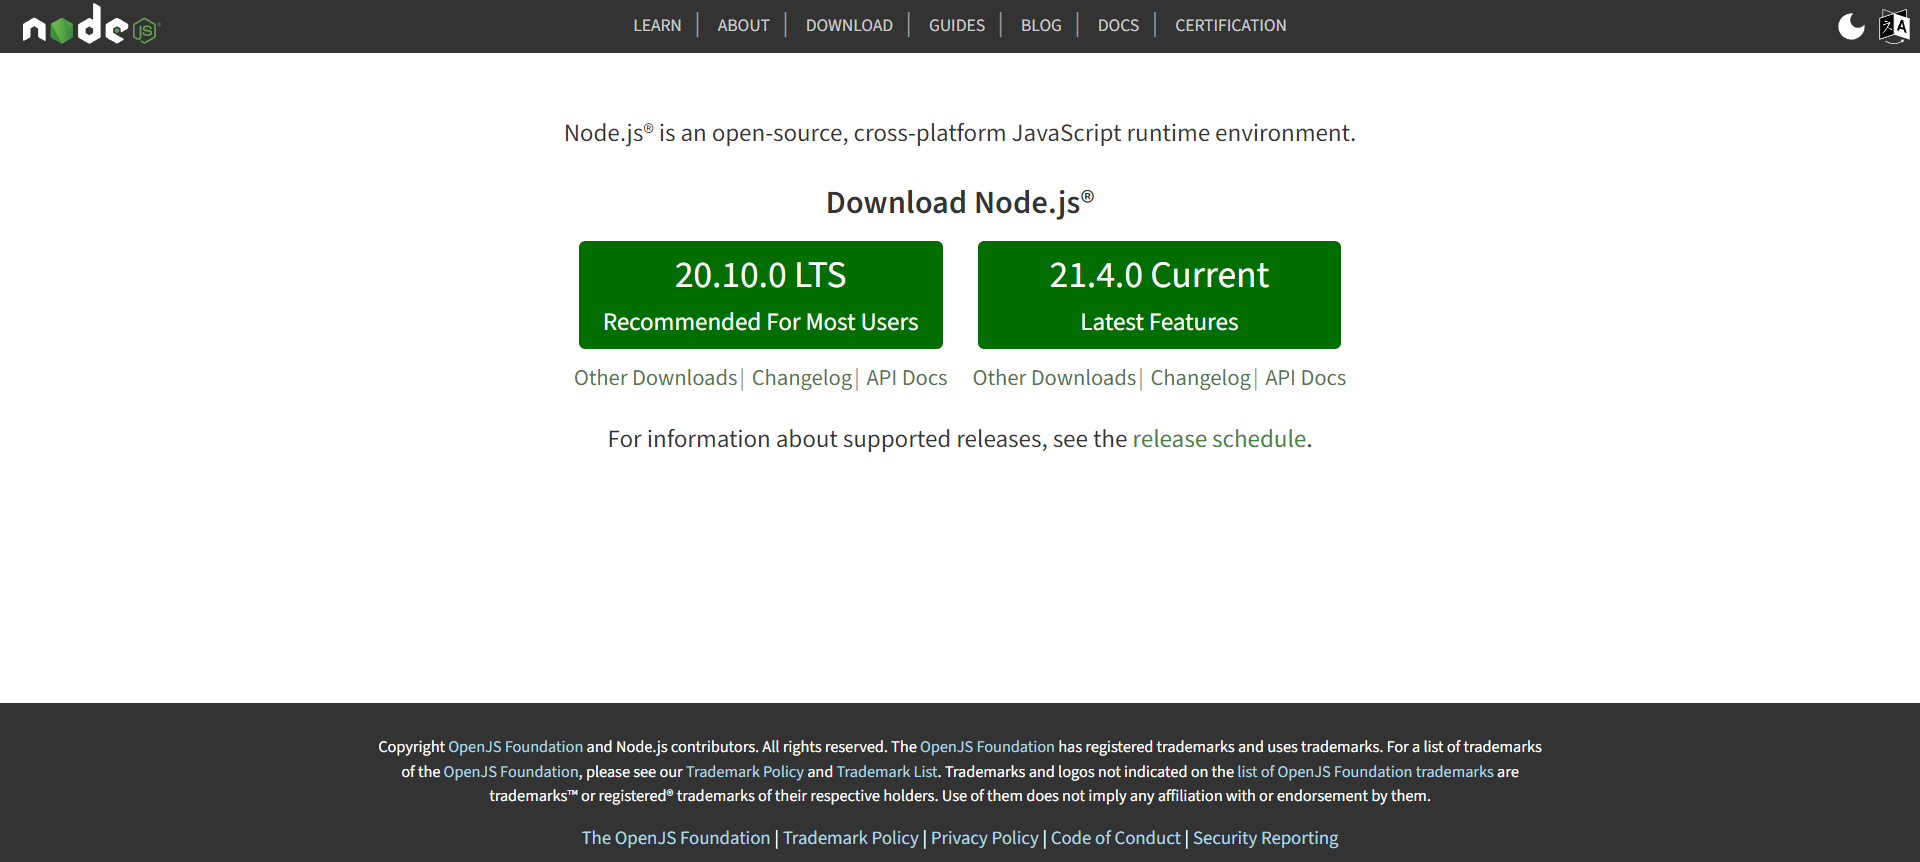 node JS
LEARN | ABOUT | DOWNLOAD | GUIDES | BLOG | DOCS | CERTIFICATION
Node.js® is an open-source, cross-platform JavaScript runtime environment.
Download Node.js®
20.10.0 LTS
Recommended For Most Users
21.4.0 Current
Latest Features
Other Downloads | Changelog | API Docs
Other Downloads | Changelog | API Docs
For information about supported releases, see the release schedule.
Copyright OpenJS Foundation and Node.js contributors. All rights reserved. The OpenJS Foundation has registered trademarks and uses trademarks. For a list of trademarks
of the OpenJS Foundation, please see our Trademark Policy and Trademark List. Trademarks and logos not indicated on the list of OpenJS Foundation trademarks are
trademarks™ or registered® trademarks of their respective holders. Use of them does not imply any affiliation with or endorsement by them.
The OpenJS Foundation | Trademark Policy | Privacy Policy | Code of Conduct | Security Reporting